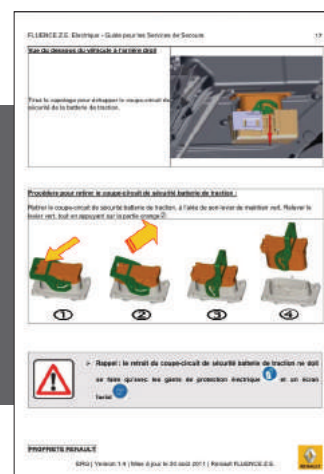 FLUENCE Z.E. Electrique - Guide pour les Services de Secours 17
Vue du dessous du véhicule à l'arrière droit
Tirez le capotage pour échapper le coupe-circuit de
sécurité de la batterie de traction.
Procédure pour retirer le coupe-circuit de sécurité batterie de traction :
Retirer le coupe-circuit de sécurité batterie de traction, à l'aide de son levier de maintien vert. Relever le
levier vert, tout en appuyant sur la partie orange ②.
① ② ③ ④
➢ Rappel : le retrait du coupe-circuit de sécurité batterie de traction ne doit
se faire qu'avec les gants de protection électrique et un écran
facial
PROPRIETE RENAULT
ERG | Version 1.4 | Mise à jour le 30 août 2011 | Renault FLUENCE Z.E.